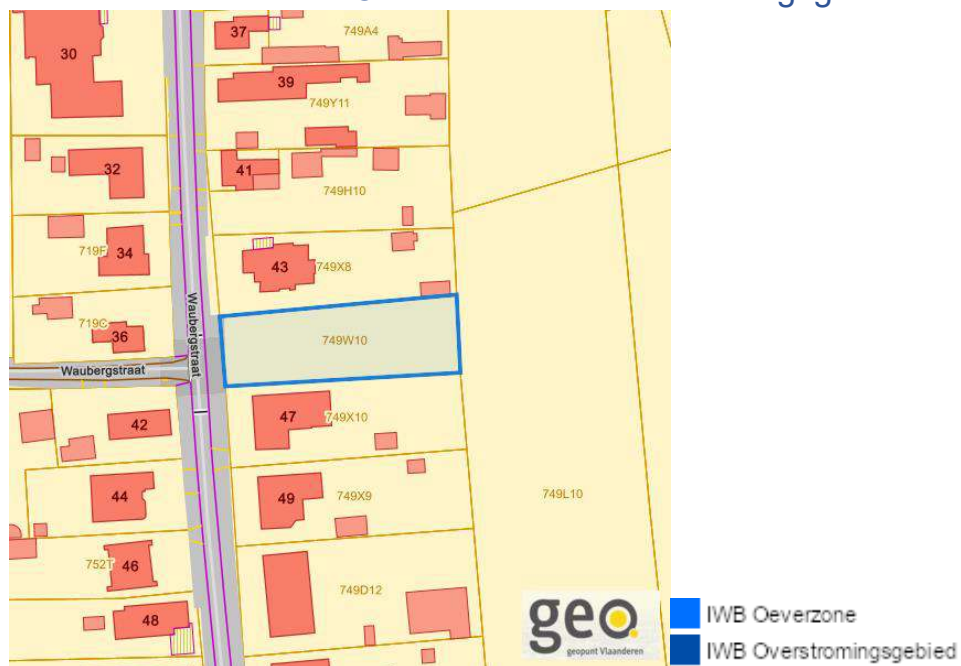 37
749A4
30
39
749Y11
32
41
749H10
719F
34
43
749X8
719C
36
Waubergstraat
749W10
Waubergstraat
42
47
749X10
44
49
749X9
749L10
752T
46
749D12
48
geo
geopunt Vlaanderen
IWB Oeverzone
IWB Overstromingsgebied